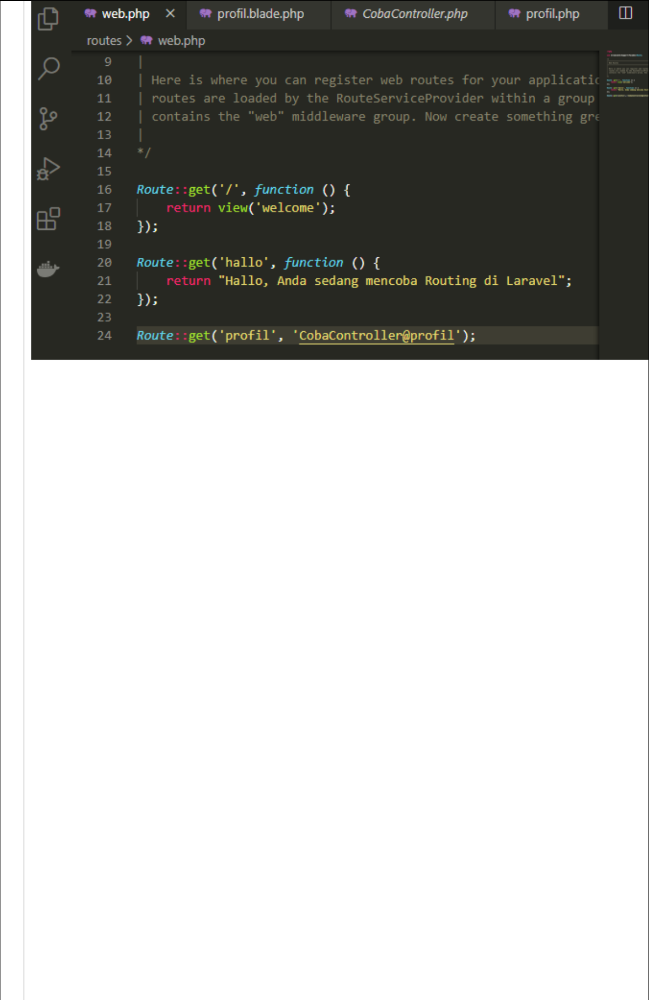 web.php × profil.blade.php CobaController.php profil.php
routes > web.php
9 |
10 | Here is where you can register web routes for your applicatic
11 | routes are loaded by the RouteServiceProvider within a group
12 | contains the "web" middleware group. Now create something gre
13 |
14 */
15
16 Route::get('/', function () {
17 return view('welcome');
18 });
19
20 Route::get('hallo', function () {
21 return "Hallo, Anda sedang mencoba Routing di Laravel";
22 });
23
24 Route::get('profil', 'CobaController@profil');